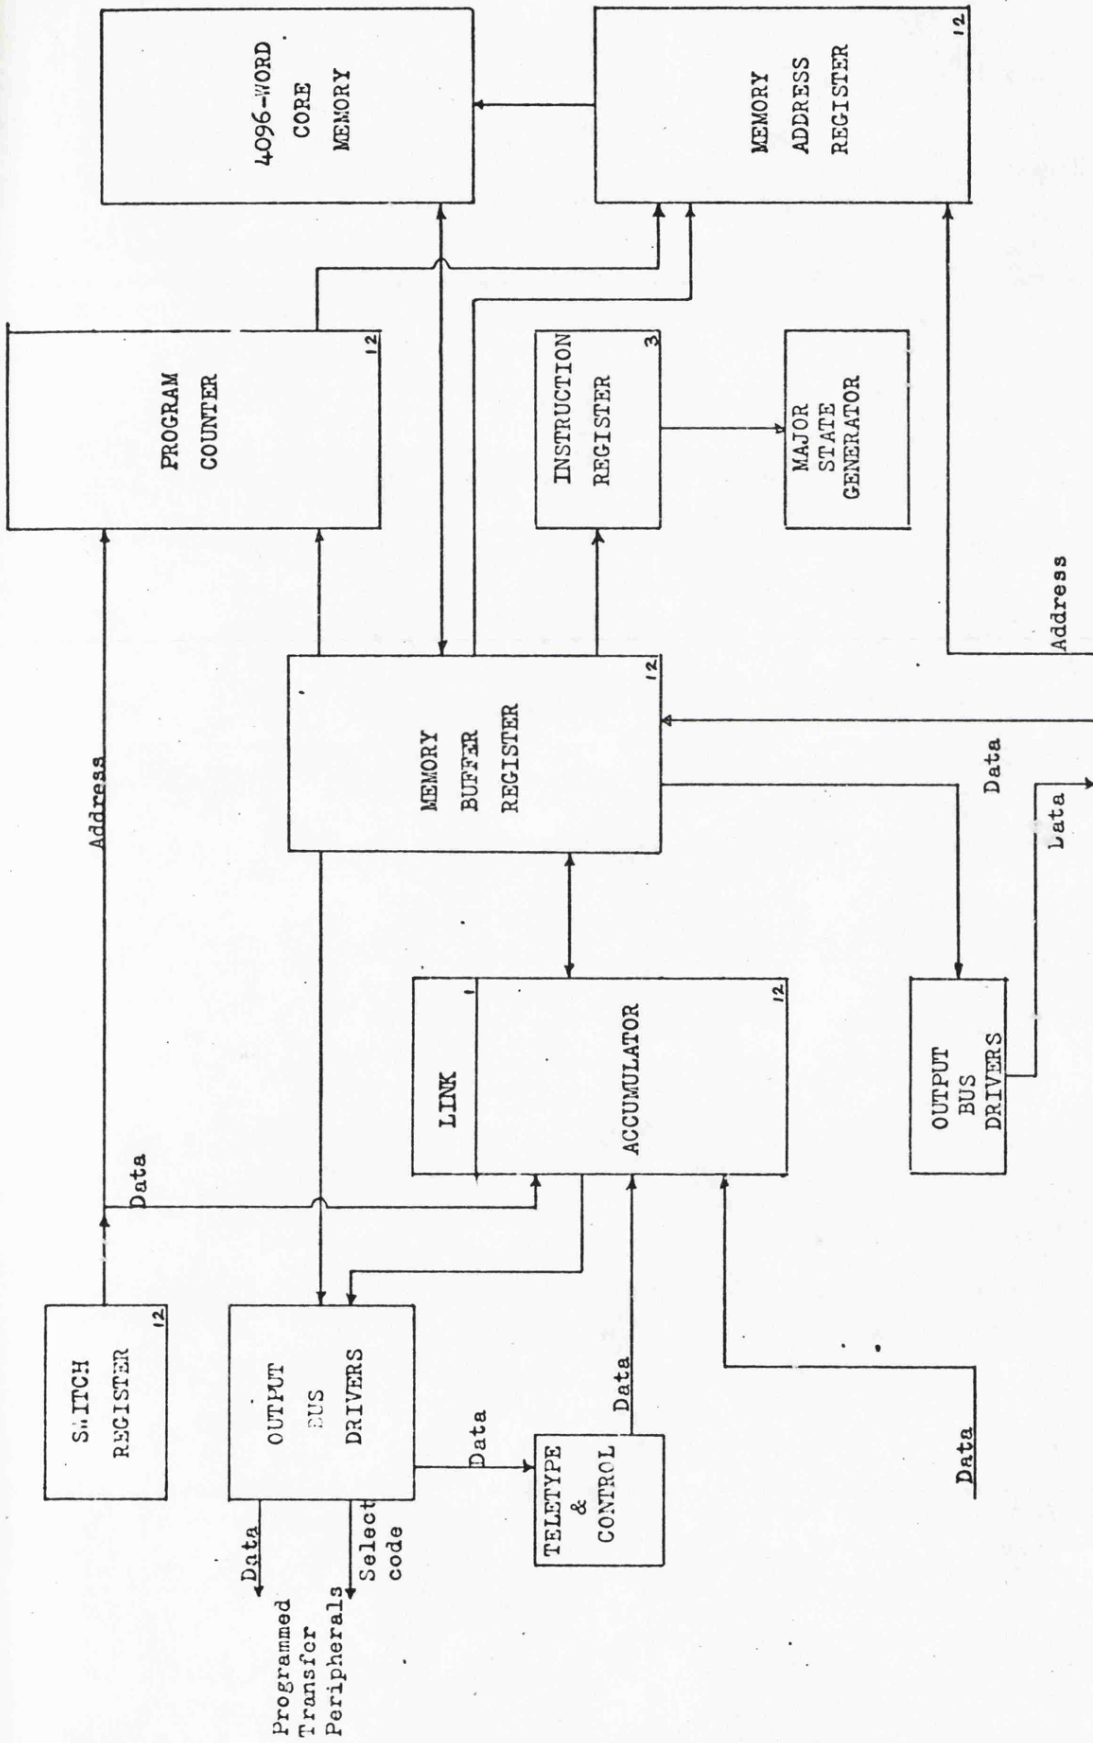 4096-WORD
CORE
MEMORY
MEMORY
ADDRESS
REGISTER
12
PROGRAM
COUNTER
12
INSTRUCTION
REGISTER
3
MAJOR
STATE
GENERATOR
Address
MEMORY
BUFFER
REGISTER
12
Address
Data
Data
LINK
1
ACCUMULATOR
12
OUTPUT
BUS
DRIVERS
Data
SWITCH
REGISTER
12
OUTPUT
BUS
DRIVERS
Data
Data
TELETYPE
&
CONTROL
Data
Data
Select
code
Programmed
Transfer
Peripherals